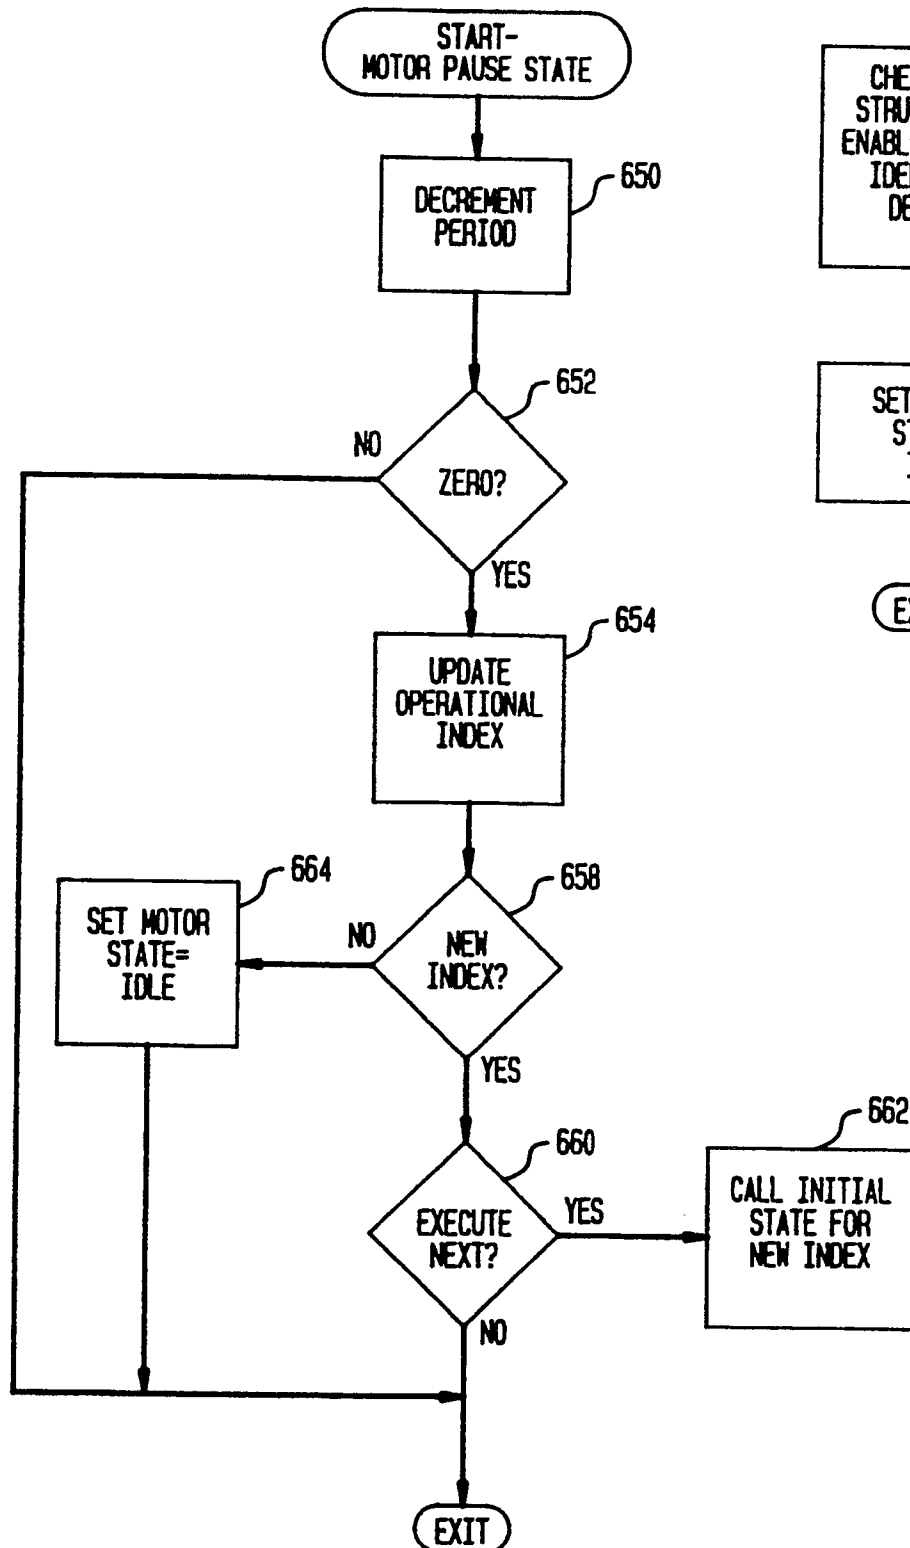 START-
MOTOR PAUSE STATE
650
DECREMENT
PERIOD
652
NO
ZERO?
YES
654
UPDATE
OPERATIONAL
INDEX
664
SET MOTOR
STATE=
IDLE
658
NO
NEW
INDEX?
YES
660
EXECUTE
NEXT?
YES
662
CALL INITIAL
STATE FOR
NEW INDEX
NO
EXIT
SET